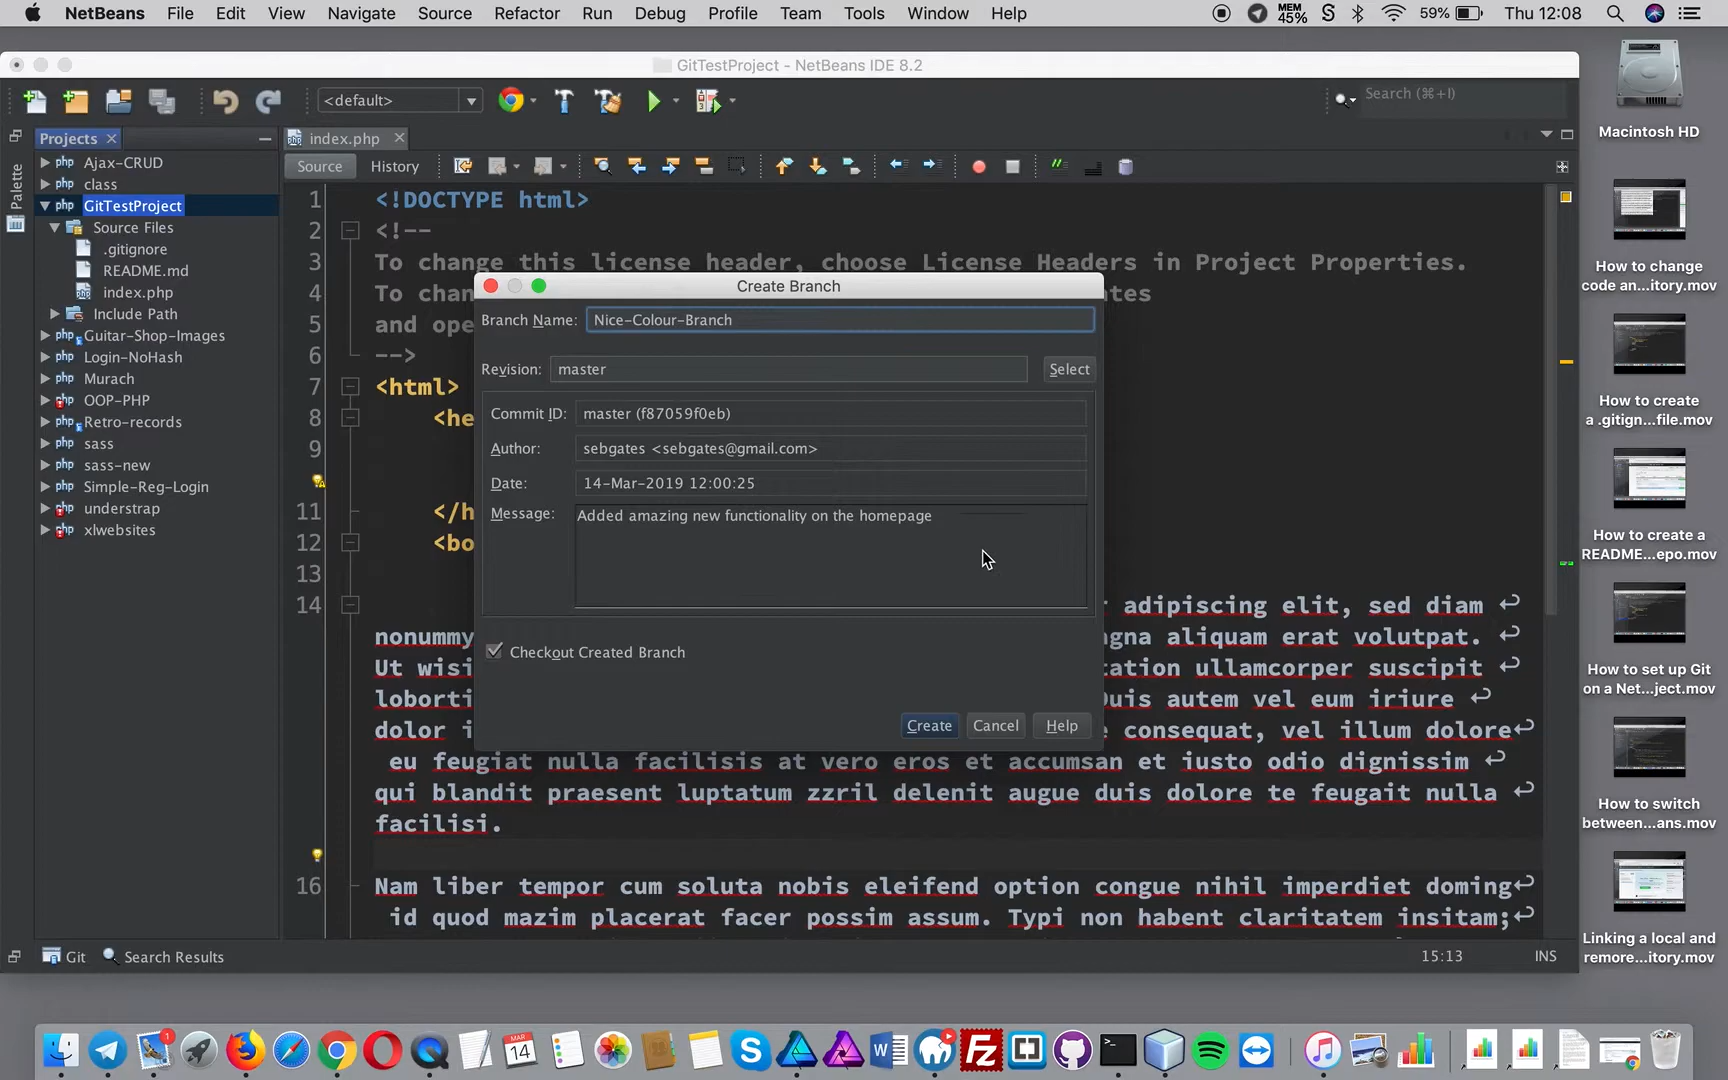 NetBeans File Edit View Navigate Source Refactor Run Debug Profile Team Tools Window Help MEM 45% 59% Thu 12:08
GitTestProject - NetBeans IDE 8.2
<default>
Search (⌘+I)
Macintosh HD
Projects
index.php
Source
History
Palette
Ajax-CRUD
class
GitTestProject
Source Files
.gitignore
README.md
index.php
Include Path
Guitar-Shop-Images
Login-NoHash
Murach
OOP-PHP
Retro-records
sass
sass-new
Simple-Reg-Login
understrap
xlwebsites
1 <!DOCTYPE html>
2 <!--
3 To change this license header, choose License Headers in Project Properties.
4 To chan
ates
5 and ope
6 -->
7 <html>
8 <he
9
11 </h
12 <bo
13
14
r adipiscing elit, sed diam
nonummy
agna aliquam erat volutpat.
Ut wisi
tation ullamcorper suscipit
loborti
Duis autem vel eum iriure
dolor i
consequat, vel illum dolore
eu feugiat nulla facilisis at vero eros et accumsan et iusto odio dignissim
qui blandit praesent luptatum zzril delenit augue duis dolore te feugait nulla
facilisi.
16 Nam liber tempor cum soluta nobis eleifend option congue nihil imperdiet doming
id quod mazim placerat facer possim assum. Typi non habent claritatem insitam;
Create Branch
Branch Name: Nice-Colour-Branch
Revision: master
Select
Commit ID: master (f87059f0eb)
Author: sebgates <sebgates@gmail.com>
Date: 14-Mar-2019 12:00:25
Message: Added amazing new functionality on the homepage
Checkout Created Branch
Create
Cancel
Help
How to change
code an...itory.mov
How to create
a .gitign...file.mov
How to create a
README...epo.mov
How to set up Git
on a Net...ject.mov
How to switch
between...ans.mov
Linking a local and
remore...itory.mov
Git
Search Results
15:13
INS
MAR
14